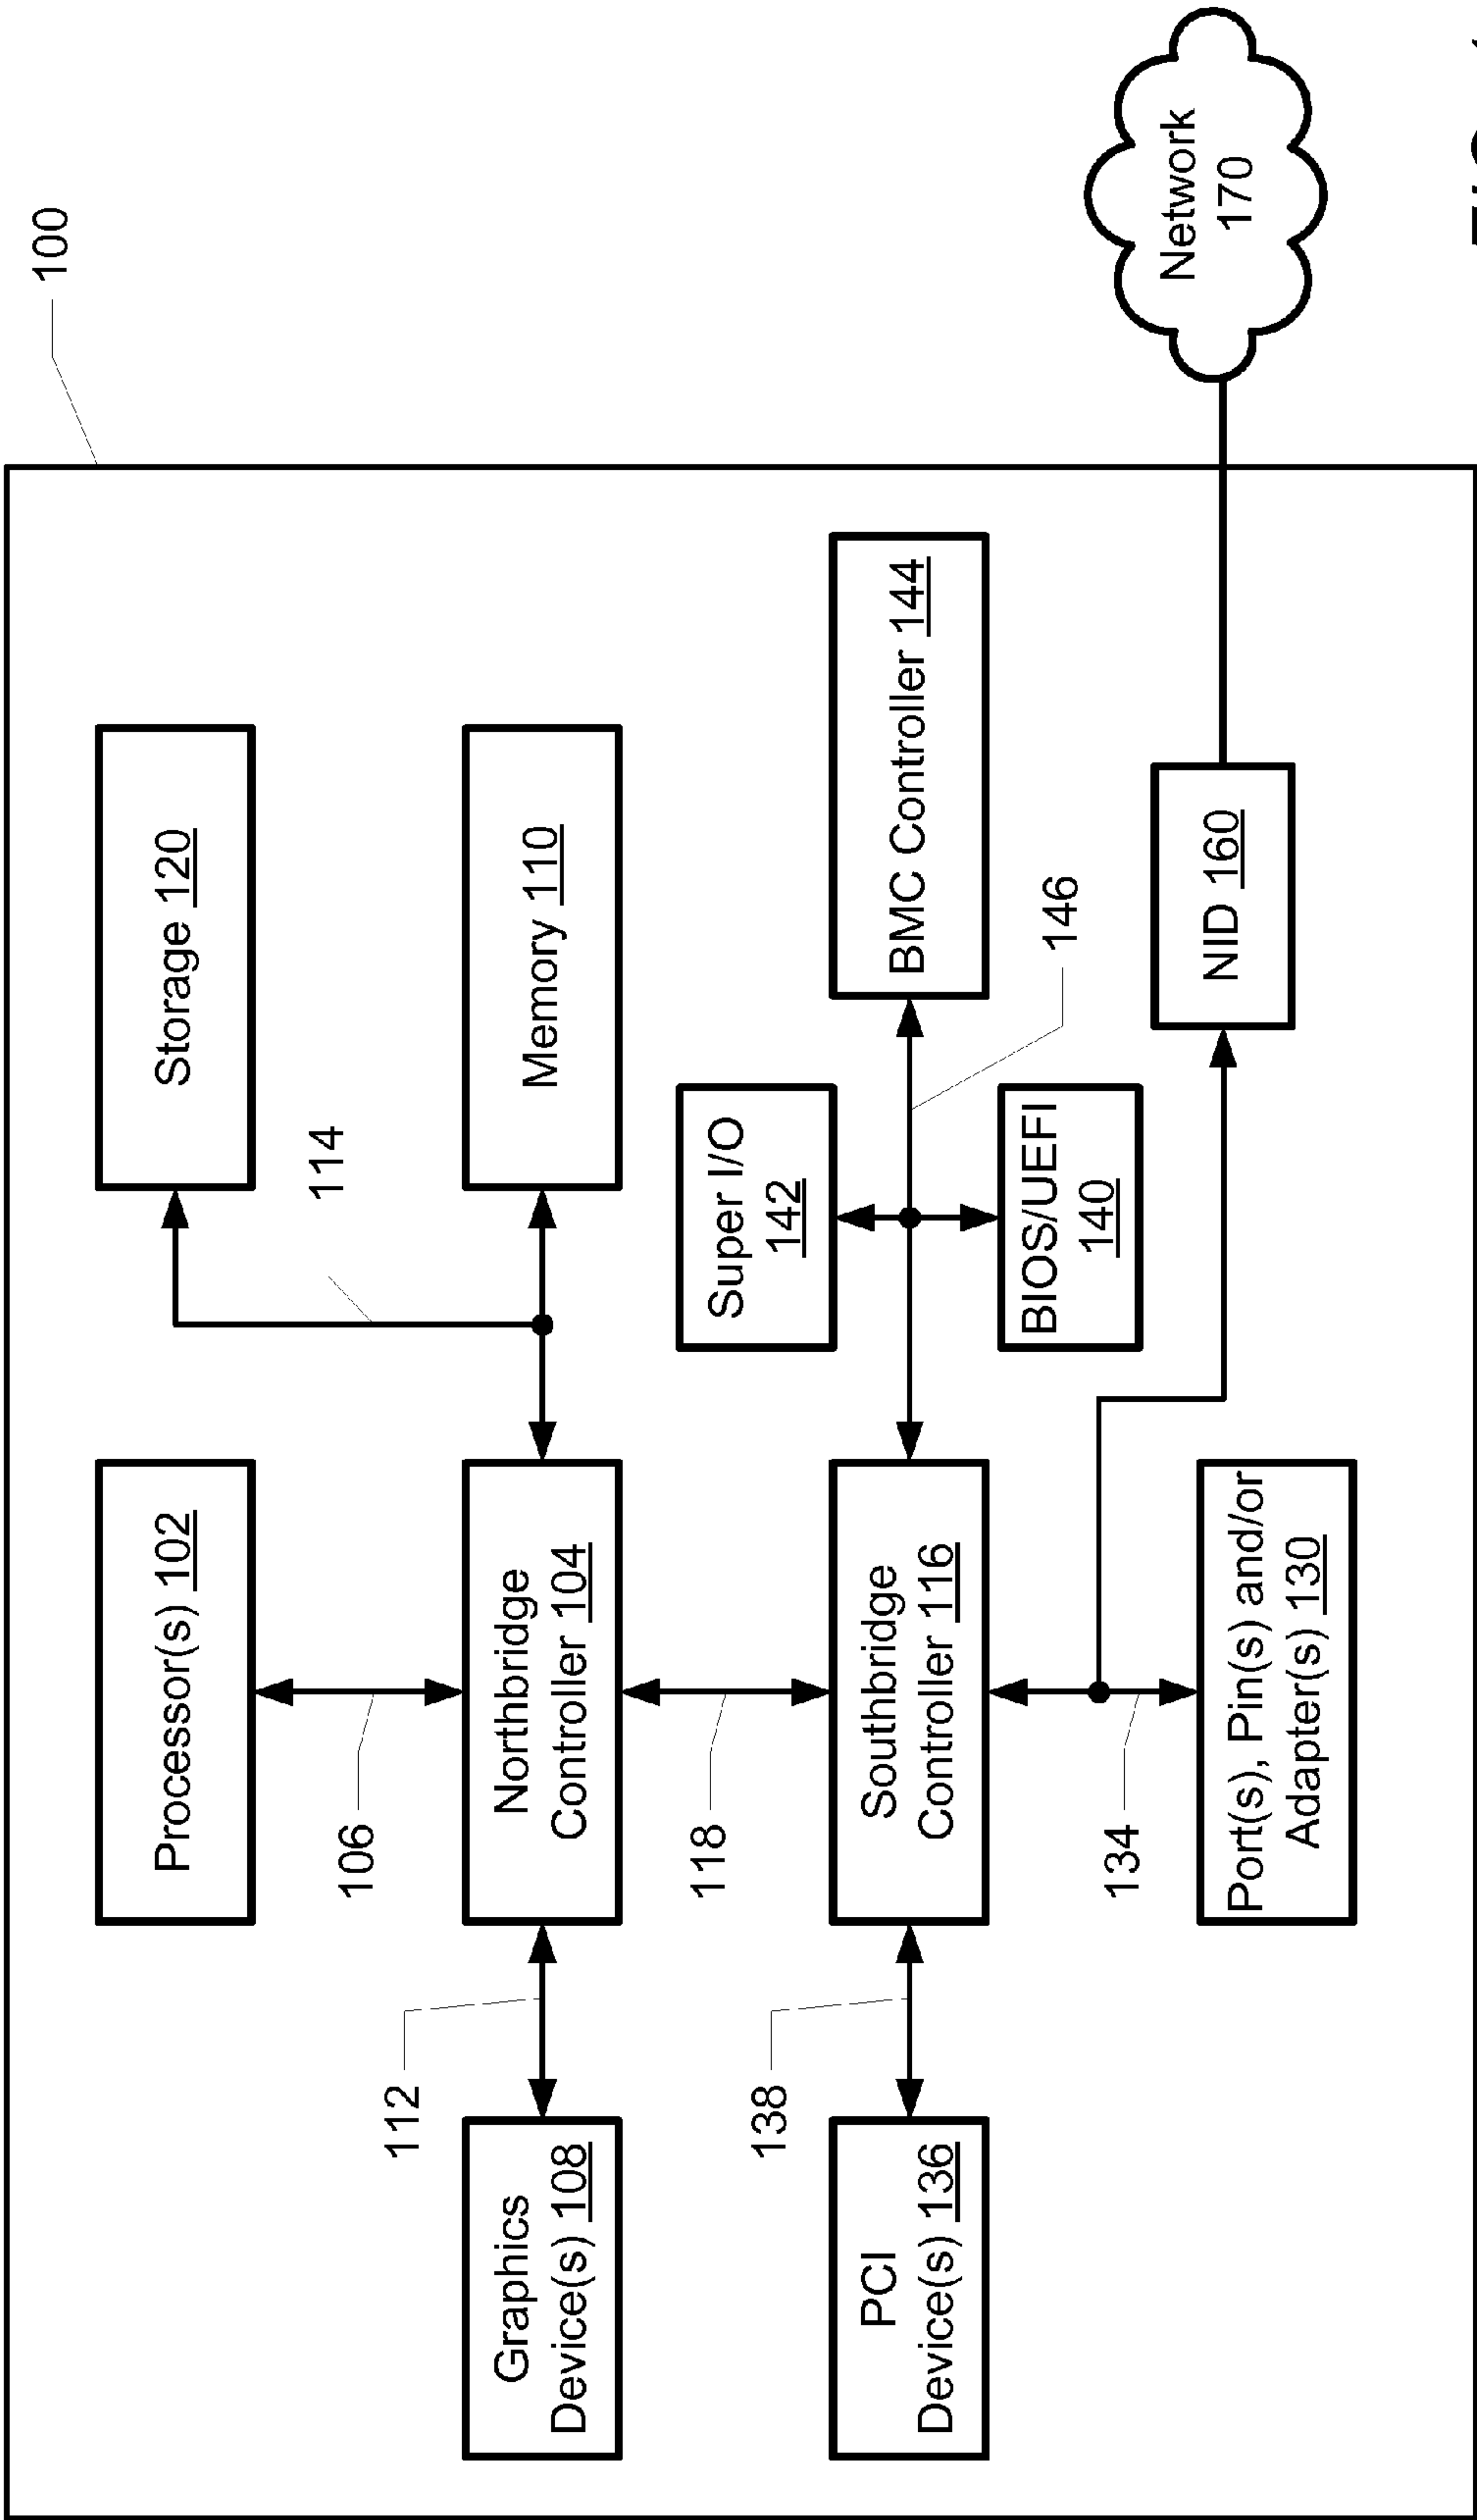 100
Processor(s) 102
Storage 120
106
114
112
Graphics
Device(s) 108
Northbridge
Controller 104
Memory 110
118
Super I/O
142
138
PCI
Device(s) 136
Southbridge
Controller 116
BMC Controller 144
146
BIOS/UEFI
140
134
Port(s), Pin(s) and/or
Adapter(s) 130
NID 160
Network
170